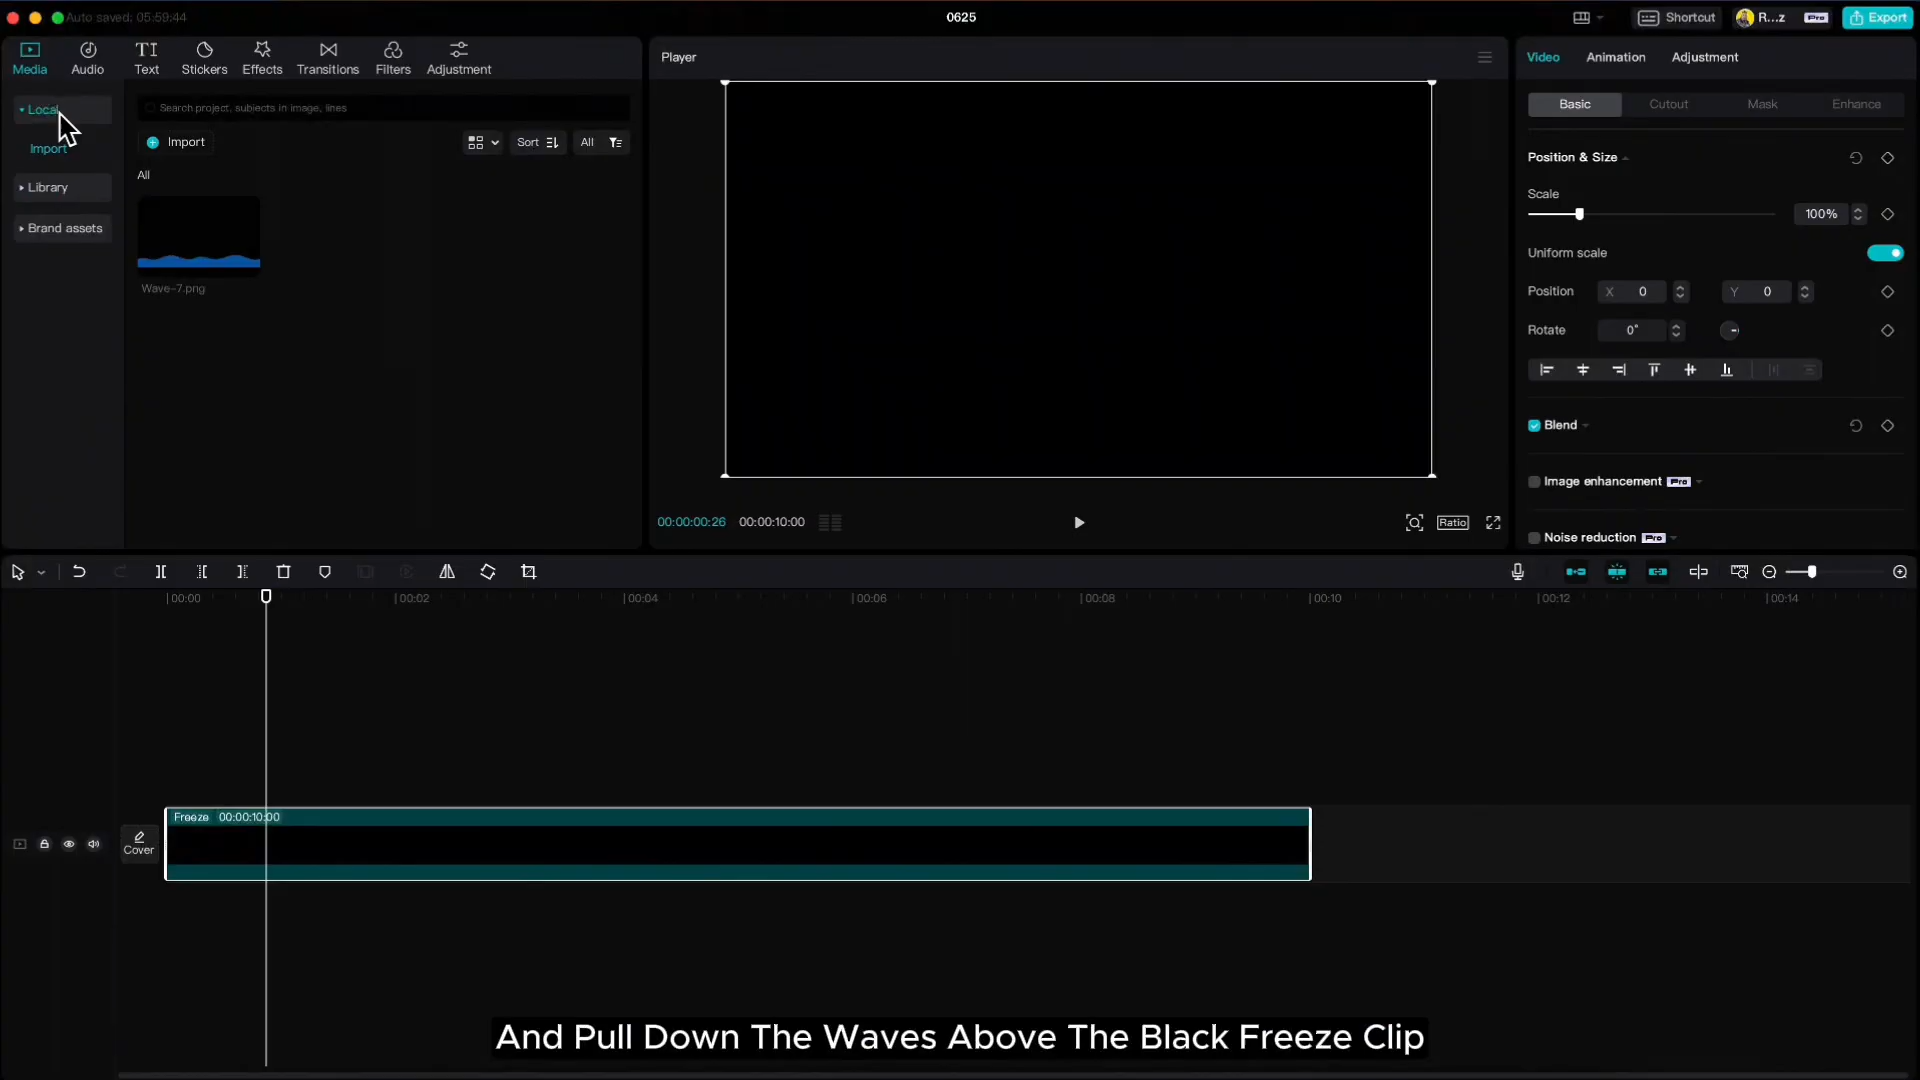 Auto saved: 05:59:44
0625
Shortcut
R...z
Pro
Export
Media
Audio
TI
Text
Stickers
Effects
Transitions
Filters
Adjustment
Player
Video
Animation
Adjustment
Local
Import
Library
Brand assets
Search project, subjects in image, lines
Import
Sort
All
All
Wave-7.png
Basic
Cutout
Mask
Enhance
Position & Size
Scale
100%
Uniform scale
Position
X 0
Y 0
Rotate
0°
Blend
Image enhancement Pro
Noise reduction Pro
00:00:00:26
00:00:10:00
Ratio
00:00
00:02
00:04
00:06
00:08
00:10
00:12
00:14
Freeze 00:00:10:00
Cover
And Pull Down The Waves Above The Black Freeze Clip